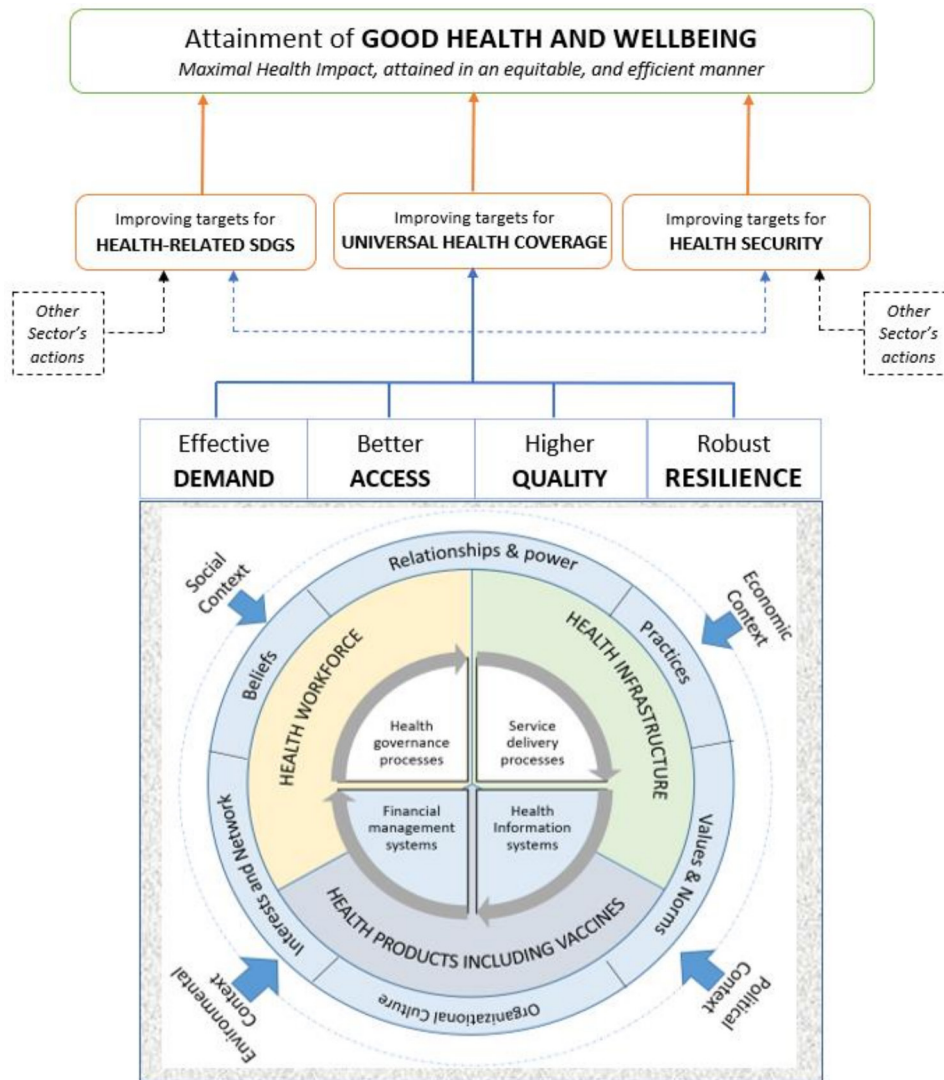 Attainment of GOOD HEALTH AND WELLBEING
Maximal Health Impact, attained in an equitable, and efficient manner
Improving targets for
HEALTH-RELATED SDGS
Improving targets for
UNIVERSAL HEALTH COVERAGE
Improving targets for
HEALTH SECURITY
Other
Sector's
actions
Other
Sector's
actions
Effective
DEMAND
Better
ACCESS
Higher
QUALITY
Robust
RESILIENCE
Social
Context
Economic
Context
Relationships & power
Beliefs
Practices
HEALTH WORKFORCE
HEALTH INFRASTRUCTURE
Health
governance
processes
Service
delivery
processes
Financial
management
systems
Health
Information
systems
Interests and Network
Values & Norms
HEALTH PRODUCTS INCLUDING VACCINES
Organizational Culture
Environmental
Context
Political
Context